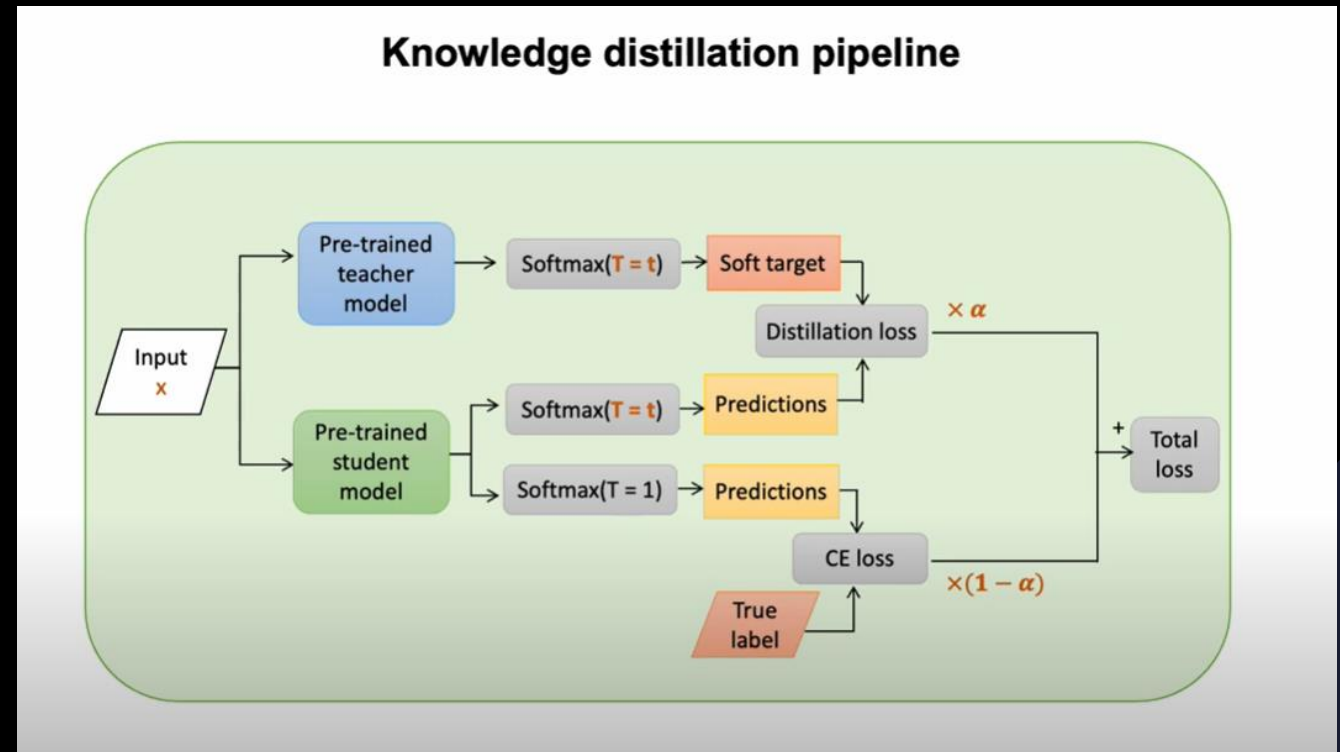 Knowledge distillation pipeline
Input
x
Pre-trained
teacher
model
Softmax(T = t)
Soft target
Distillation loss
× α
Pre-trained
student
model
Softmax(T = t)
Predictions
Softmax(T = 1)
Predictions
CE loss
×(1 − α)
True
label
+
Total
loss